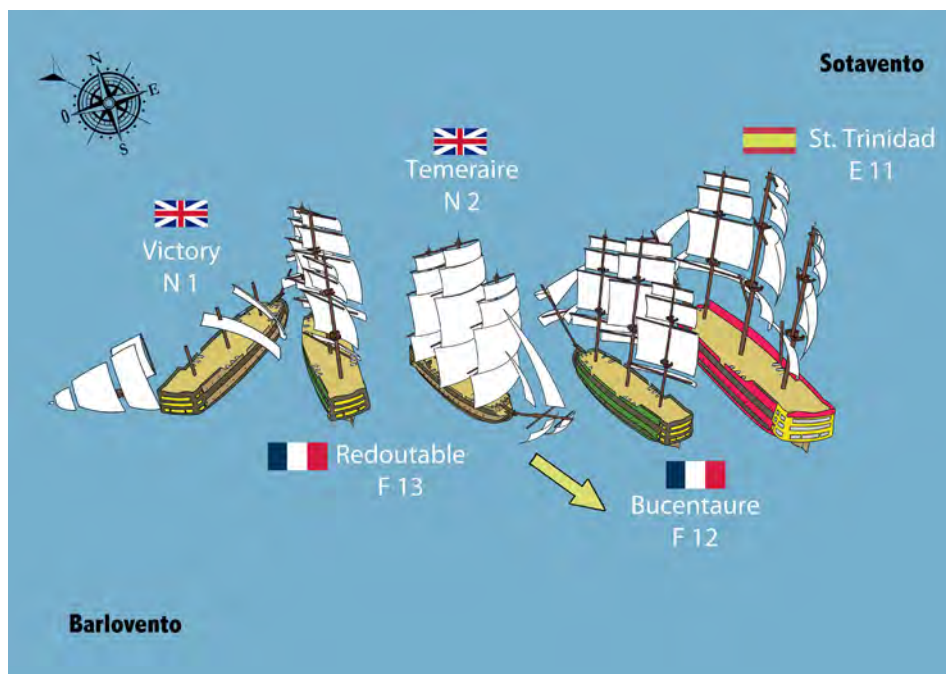 N
E
S
O
Sotavento
St. Trinidad
E 11
Temeraire
N 2
Victory
N 1
Redoutable
F 13
Bucentaure
F 12
Barlovento